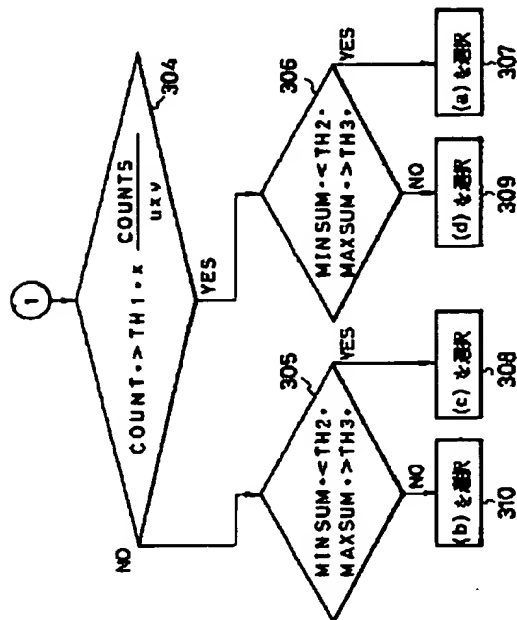 1
304
COUNT*>TH1*x COUNTS
uxv
NO
YES
305
MINSUM*<TH2*
MAXSUM*>TH3*
YES
NO
306
MINSUM*<TH2*
MAXSUM*>TH3*
YES
NO
(b)を選択
310
(c)を選択
308
(d)を選択
309
(a)を選択
307